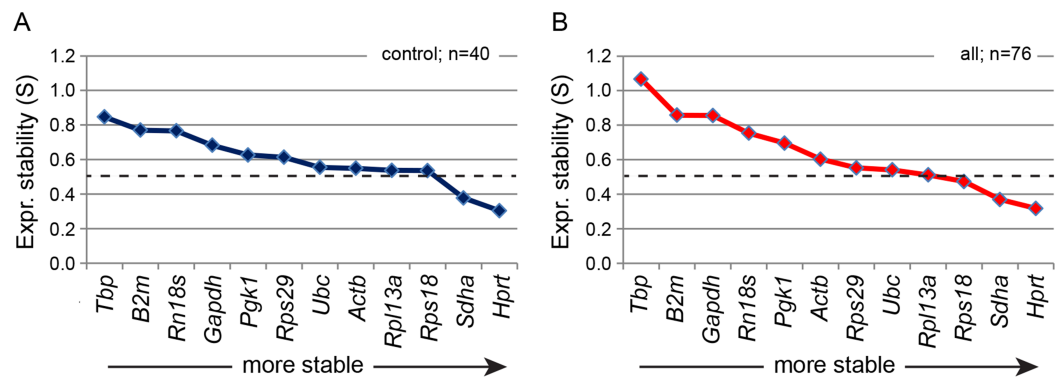 A
control; n=40
Expr. stability (S)
1.2
1.0
0.8
0.6
0.4
0.2
0.0
Tbp
B2m
Rn18s
Gapdh
Pgk1
Rps29
Ubc
Actb
Rpl13a
Rps18
Sdha
Hprt
more stable
B
all; n=76
Expr. stability (S)
1.2
1.0
0.8
0.6
0.4
0.2
0.0
Tbp
B2m
Gapdh
Rn18s
Pgk1
Actb
Rps29
Ubc
Rpl13a
Rps18
Sdha
Hprt
more stable